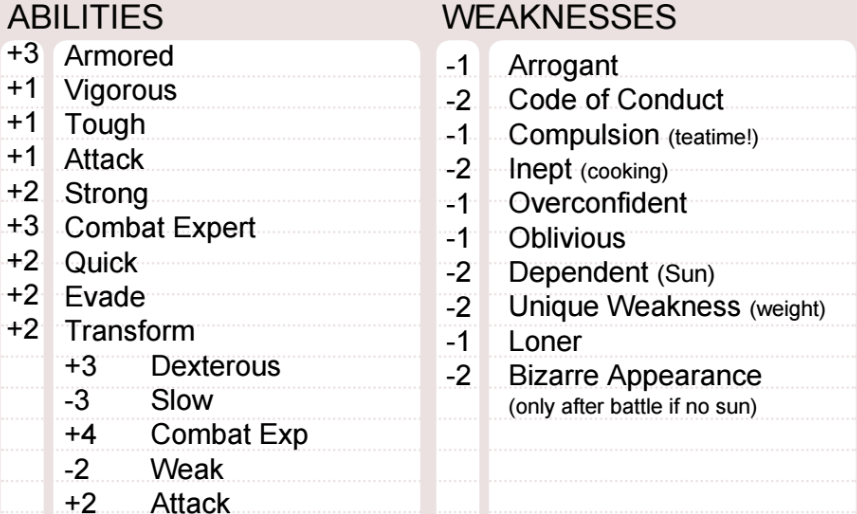 ABILITIES
+3 Armored
+1 Vigorous
+1 Tough
+1 Attack
+2 Strong
+3 Combat Expert
+2 Quick
+2 Evade
+2 Transform
+3 Dexterous
-3 Slow
+4 Combat Exp
-2 Weak
+2 Attack
WEAKNESSES
-1 Arrogant
-2 Code of Conduct
-1 Compulsion (teatime!)
-2 Inept (cooking)
-1 Overconfident
-1 Oblivious
-2 Dependent (Sun)
-2 Unique Weakness (weight)
-1 Loner
-2 Bizarre Appearance
(only after battle if no sun)